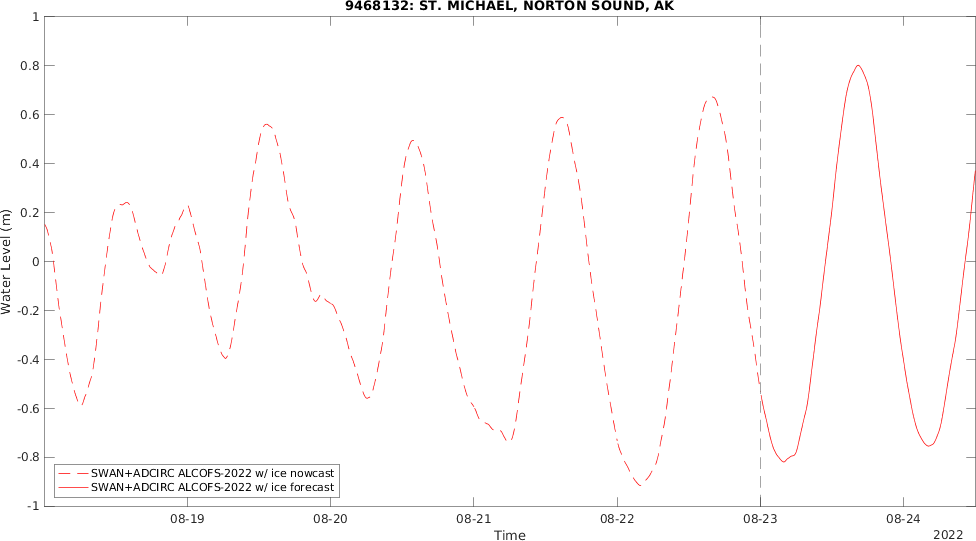 9468132: ST. MICHAEL, NORTON SOUND, AK
Water Level (m)
1
0.8
0.6
0.4
0.2
0
-0.2
-0.4
-0.6
-0.8
-1
SWAN+ADCIRC ALCOFS-2022 w/ ice nowcast
SWAN+ADCIRC ALCOFS-2022 w/ ice forecast
08-19 08-20 08-21 08-22 08-23 08-24
Time
2022